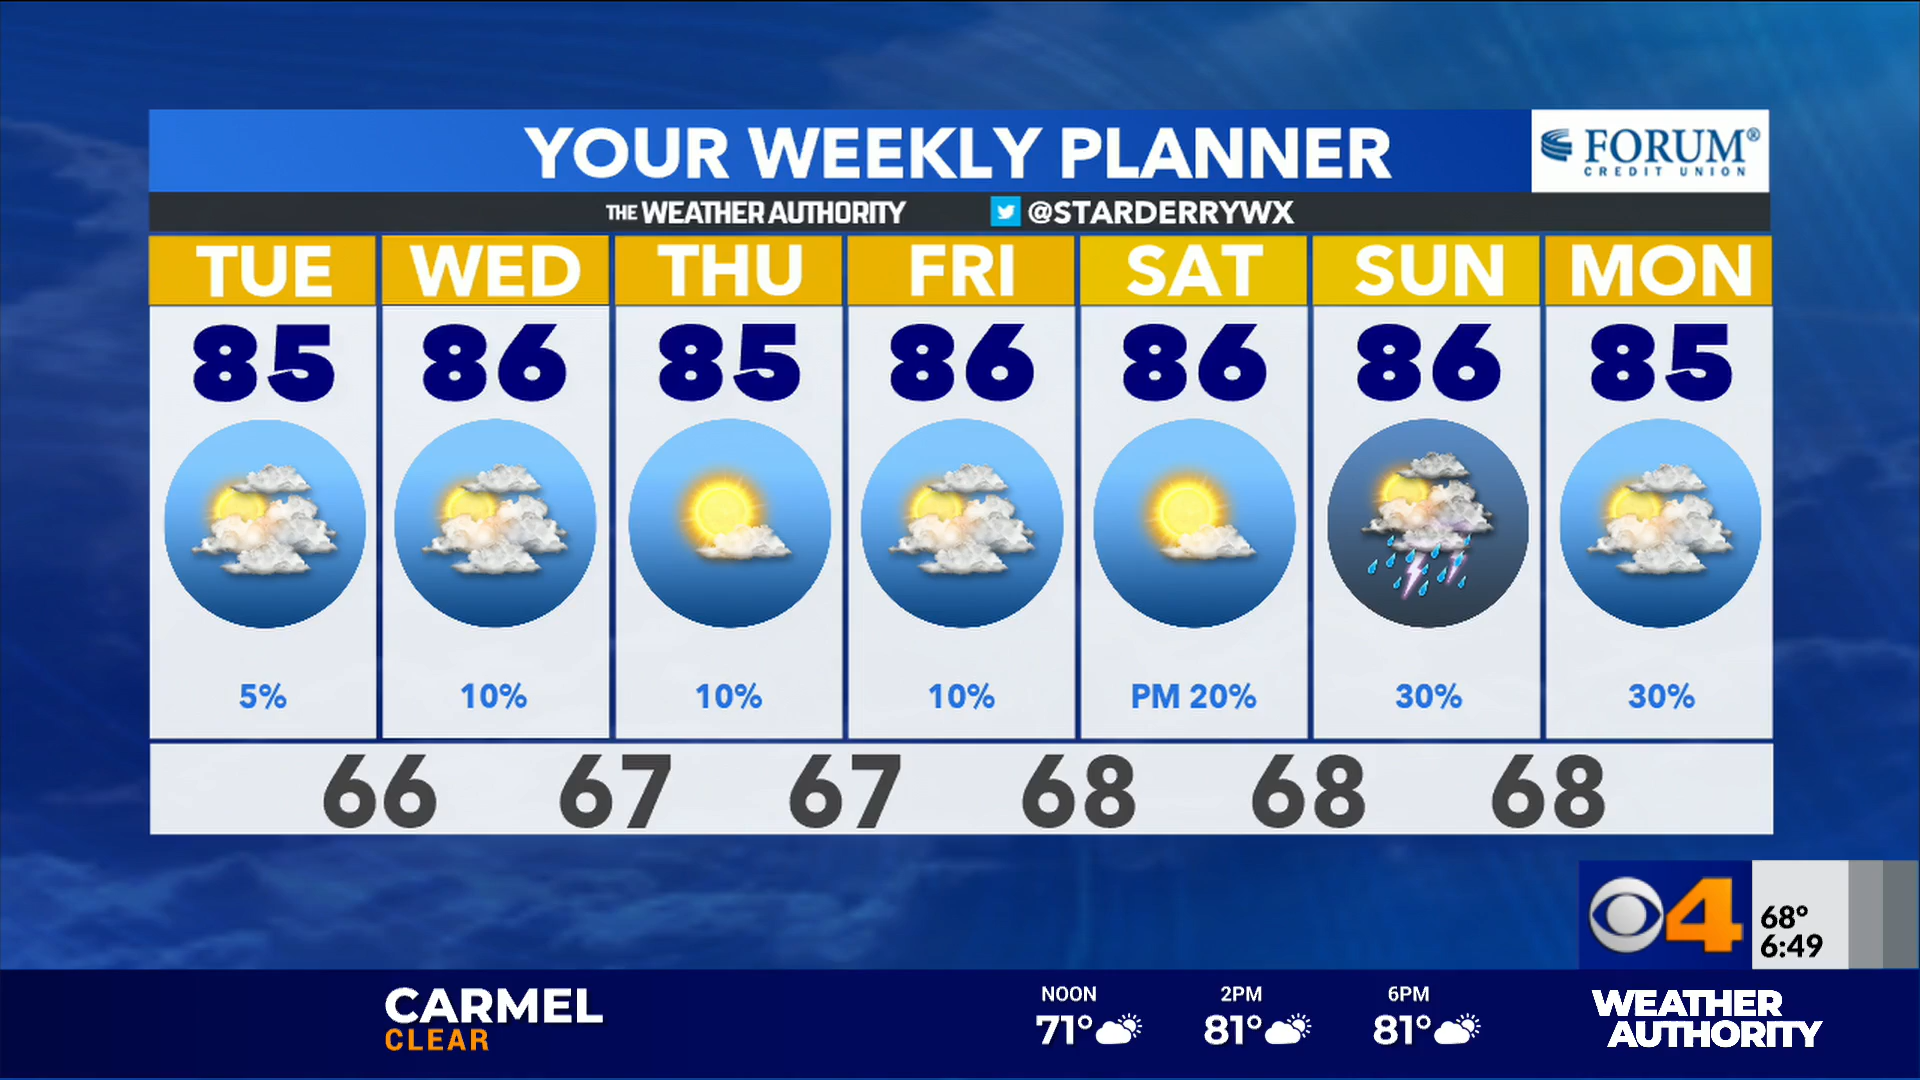 YOUR WEEKLY PLANNER
FORUM®
CREDIT UNION
THE WEATHER AUTHORITY @STARDERRYWX
TUE WED THU FRI SAT SUN MON
85 86 85 86 86 86 85
5% 10% 10% 10% PM 20% 30% 30%
66 67 67 68 68 68
4
68°
6:49
CARMEL
CLEAR
NOON 2PM 6PM
71° 81° 81°
WEATHER
AUTHORITY